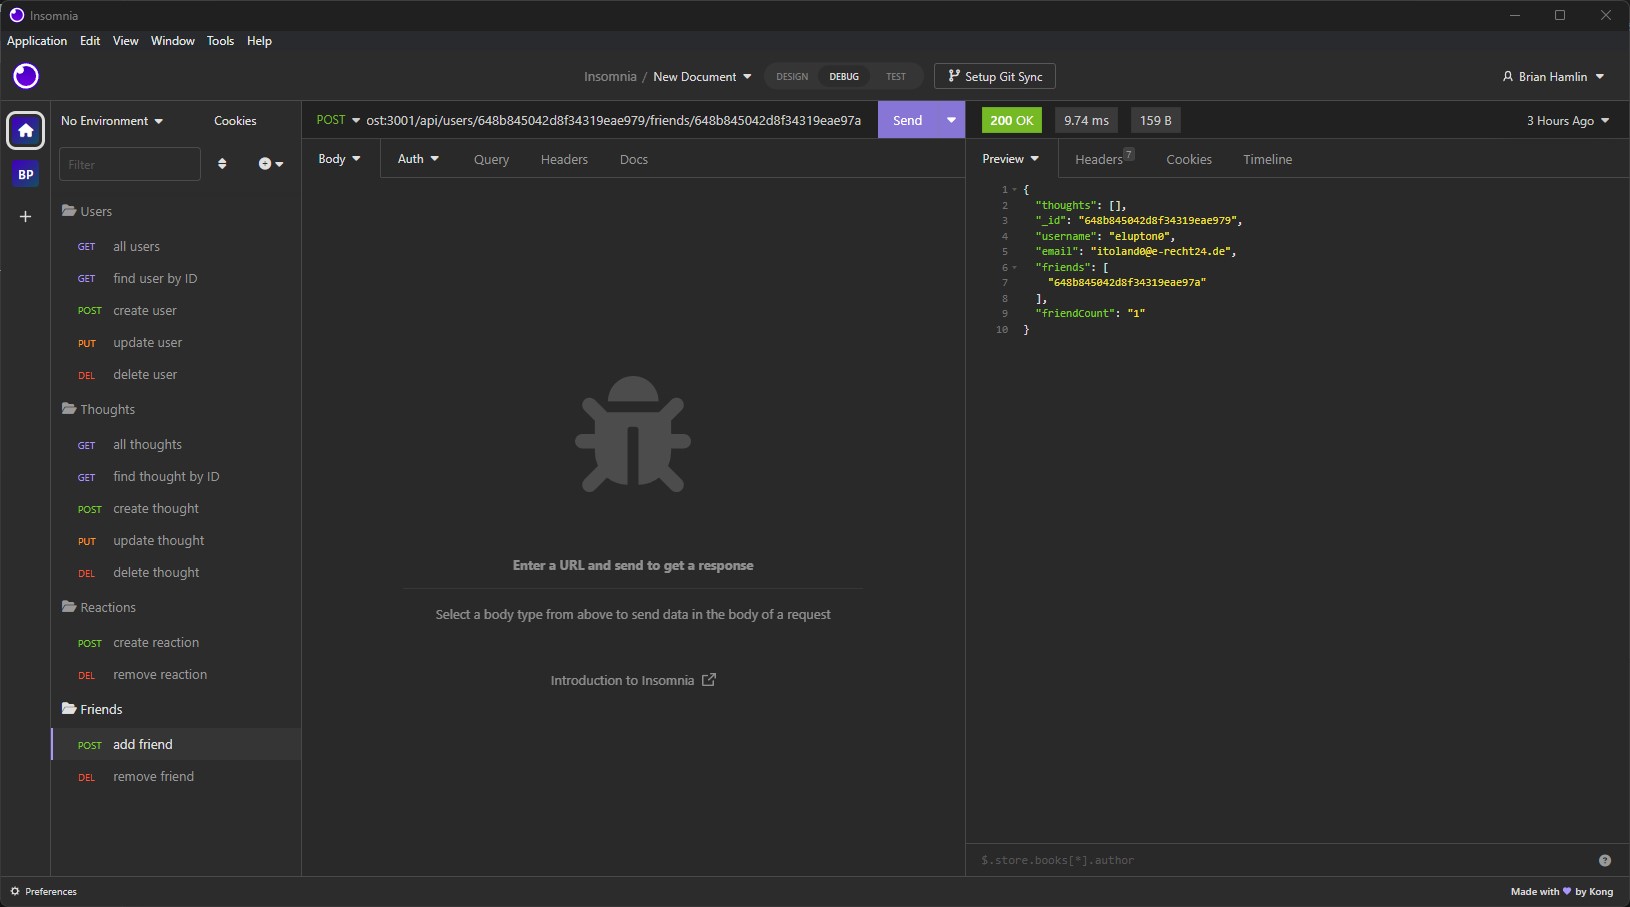 Insomnia
Application Edit View Window Tools Help
Insomnia / New Document DESIGN DEBUG TEST Setup Git Sync Brian Hamlin
No Environment Cookies
BP
Filter
Users
GET all users
GET find user by ID
POST create user
PUT update user
DEL delete user
Thoughts
GET all thoughts
GET find thought by ID
POST create thought
PUT update thought
DEL delete thought
Reactions
POST create reaction
DEL remove reaction
Friends
POST add friend
DEL remove friend
POST ost:3001/api/users/648b845042d8f34319eae979/friends/648b845042d8f34319eae97a Send
Body Auth Query Headers Docs
Enter a URL and send to get a response
Select a body type from above to send data in the body of a request
Introduction to Insomnia
200 OK 9.74 ms 159 B 3 Hours Ago
Preview Headers 7 Cookies Timeline
1 {
2 "thoughts": [],
3 "_id": "648b845042d8f34319eae979",
4 "username": "elupton0",
5 "email": "itoland0@e-recht24.de",
6 "friends": [
7 "648b845042d8f34319eae97a"
8 ],
9 "friendCount": "1"
10 }
$.store.books[*].author
Preferences
Made with 💜 by Kong